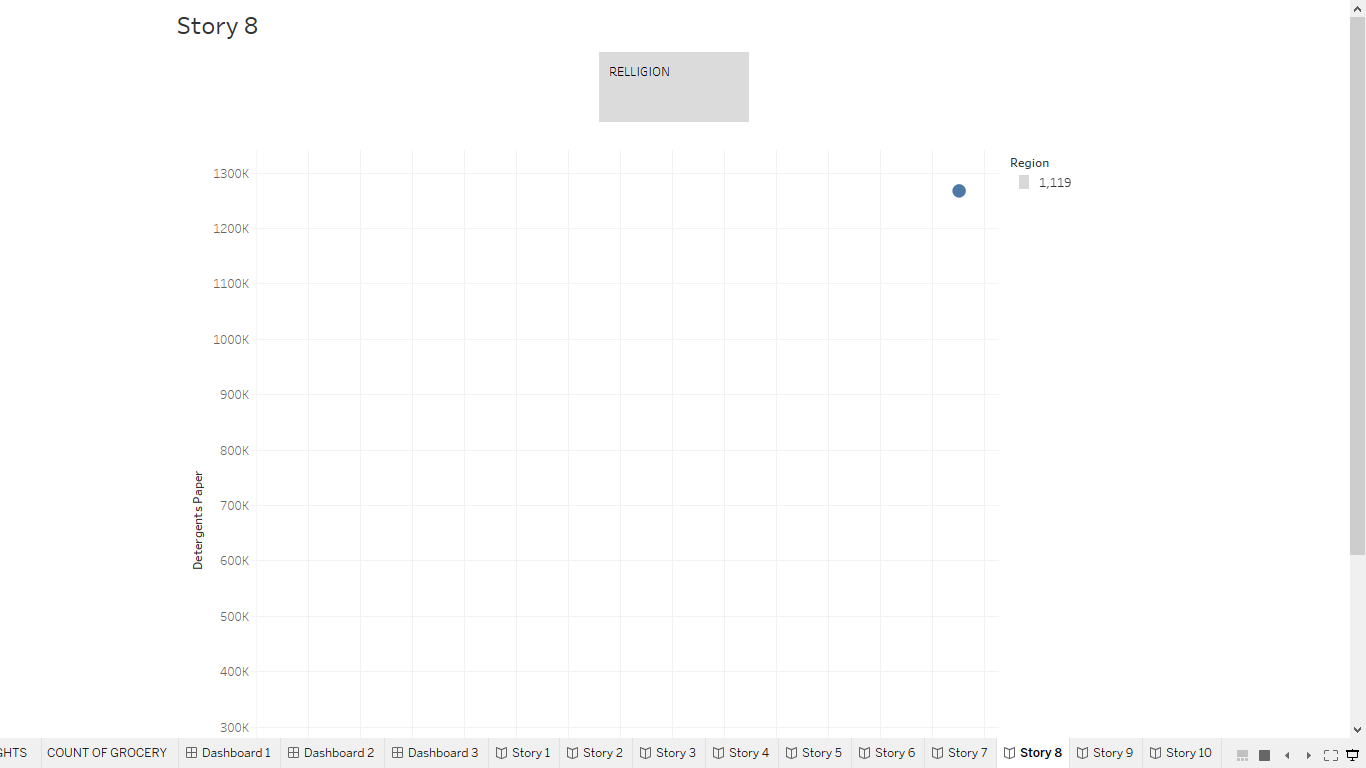 Story 8
RELLIGION
Region
1,119
1300K
1200K
1100K
1000K
900K
800K
700K
600K
500K
400K
300K
Detergents Paper
GHTS
COUNT OF GROCERY
Dashboard 1
Dashboard 2
Dashboard 3
Story 1
Story 2
Story 3
Story 4
Story 5
Story 6
Story 7
Story 8
Story 9
Story 10